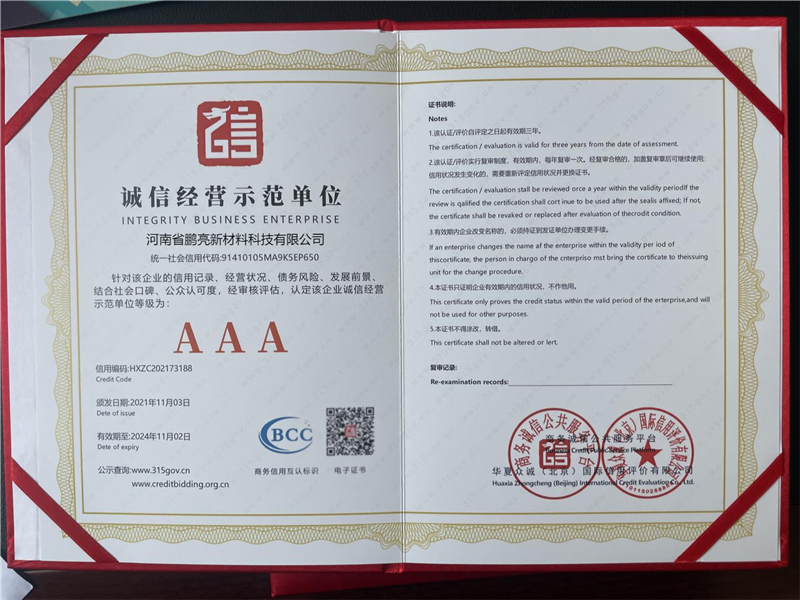 诚信经营示范单位
INTEGRITY BUSINESS ENTERPRISE
河南省鹏亮新材料科技有限公司
统一社会信用代码:91410105MA9K5EP650
针对该企业的信用记录、经营状况、债务风险、发展前景、
结合社会口碑、公众认可度，经审核评估，认定该企业诚信经营
示范单位等级为：
AAA
信用编码:HXZC202173188
Credit Code
颁发日期:2021年11月03日
Date of issue
有效期至:2024年11月02日
Date of expiry
公示查询:www.315gov.cn
www.creditbidding.org.cn
BCC
商务信用互认标识
电子证书
证书说明:
Notes
1.该认证/评价自评定之日起有效期三年。
The certification / evaluation is valid for three years from the date of assessment.
2.该认证/评价实行复审制度，有效期内，每年复审一次。经复审合格的，加盖复审章后可继续使用;
信用状况发生变化的，需要重新评定信用状况并更换证书。
The certification / evaluation stall be reviewed orce a year within the validity periodif the
review is qalified the certification shall cort inue to be used after the sealis affixed; If not,
the certificate shall be revaked or replaced after evaluation of thecrodit condition.
3.有效期内企业改变名称的，必须持证到发证单位办理变更手续。
If an enterprise changes the name af the enterprise within the validity per iod of
thiscortificate, the person in chargo of the cnterpriso mst bring the certificate to theissuing
unit for the change procedure.
4.本证书只证明企业有效期内的信用状况，不作他用。
This certificate only proves the credit status within the valid period of the erterprise,and will
not be used for other purposes.
5.本证书不得涂改，转借。
This certificate shall not be altered or lert.
复审记录:
Re-examination records:
商务诚信公共服务平台
Business Credit Public Service Platform
华夏众诚（北京）国际信用评价有限公司
Huaxia Zhongcheng (Beijing) International Credit Evaluating Co., Ltd.